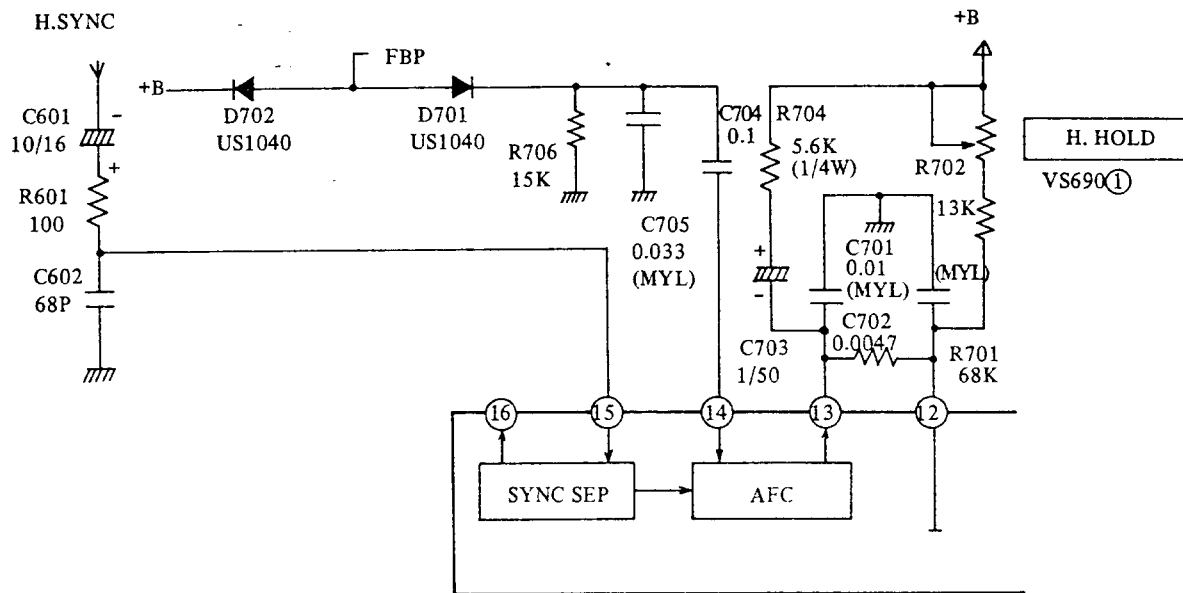 H.SYNC
+B
FBP
+B
C601
10/16
-
+
D702
US1040
D701
US1040
R706
15K
C704
0.1
R704
5.6K
(1/4W)
R702
H. HOLD
VS690①
R601
100
13K
C705
0.033
(MYL)
C701
0.01
(MYL)
(MYL)
+
-
C602
68P
C702
0.0047
C703
1/50
R701
68K
16
15
14
13
12
SYNC SEP
AFC